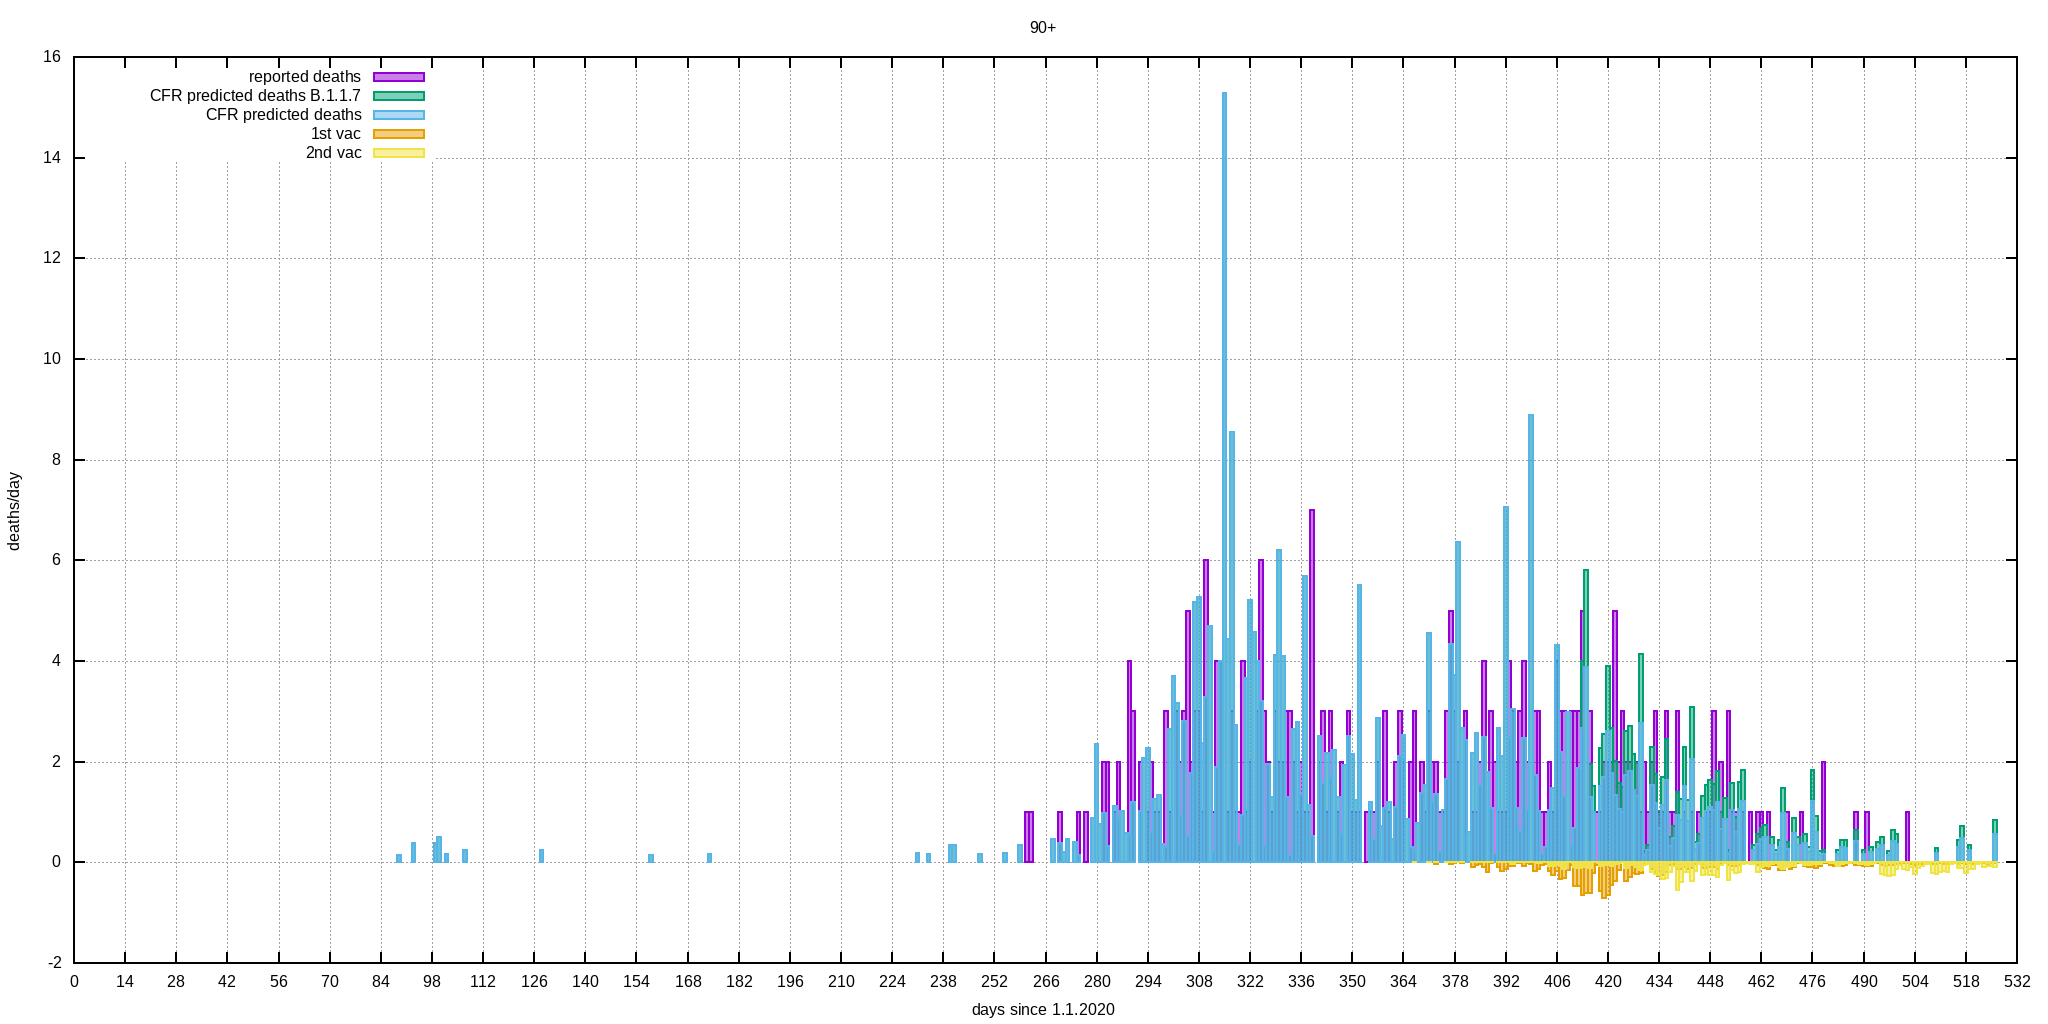 90+
16
14
12
10
8
6
4
2
0
-2
deaths/day
reported deaths
CFR predicted deaths B.1.1.7
CFR predicted deaths
1st vac
2nd vac
0 14 28 42 56 70 84 98 112 126 140 154 168 182 196 210 224 238 252 266 280 294 308 322 336 350 364 378 392 406 420 434 448 462 476 490 504 518 532
days since 1.1.2020